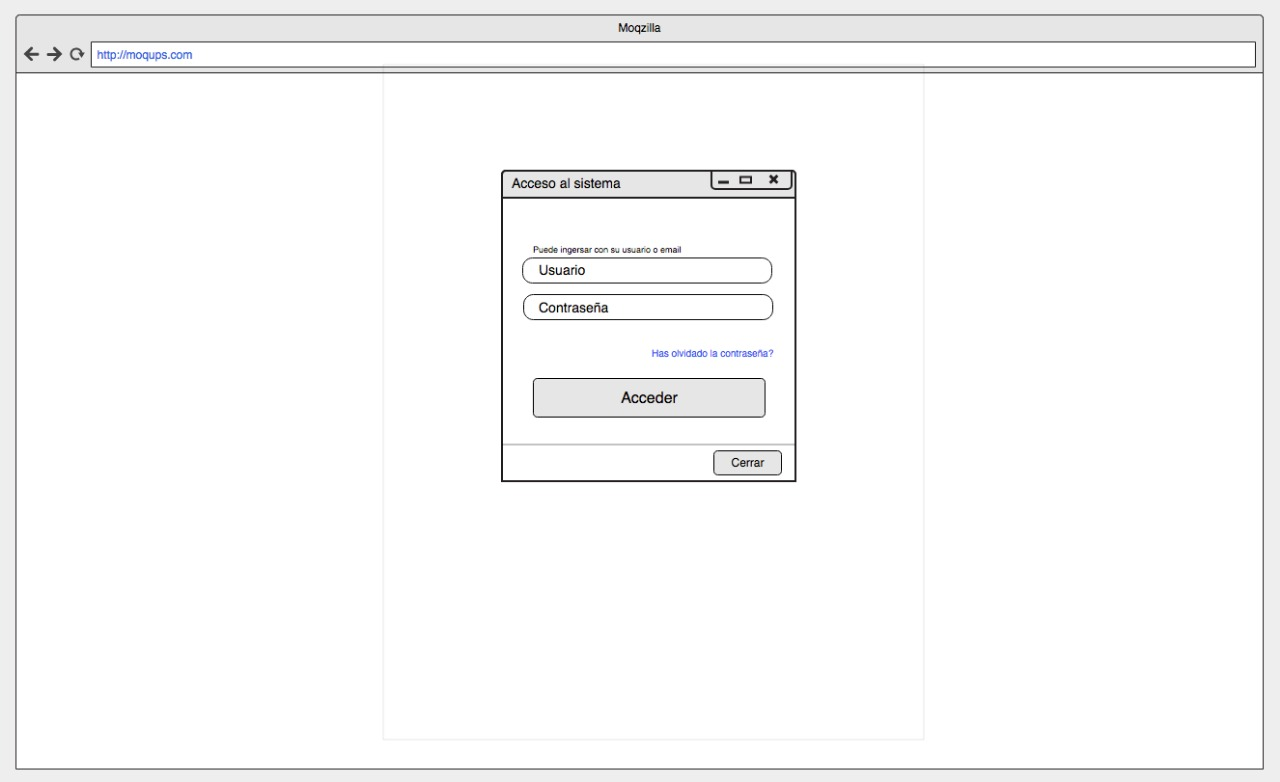 Moqzilla
http://moqups.com
Acceso al sistema
Puede ingersar con su usuario o email
Usuario
Contraseña
Has olvidado la contraseña?
Acceder
Cerrar